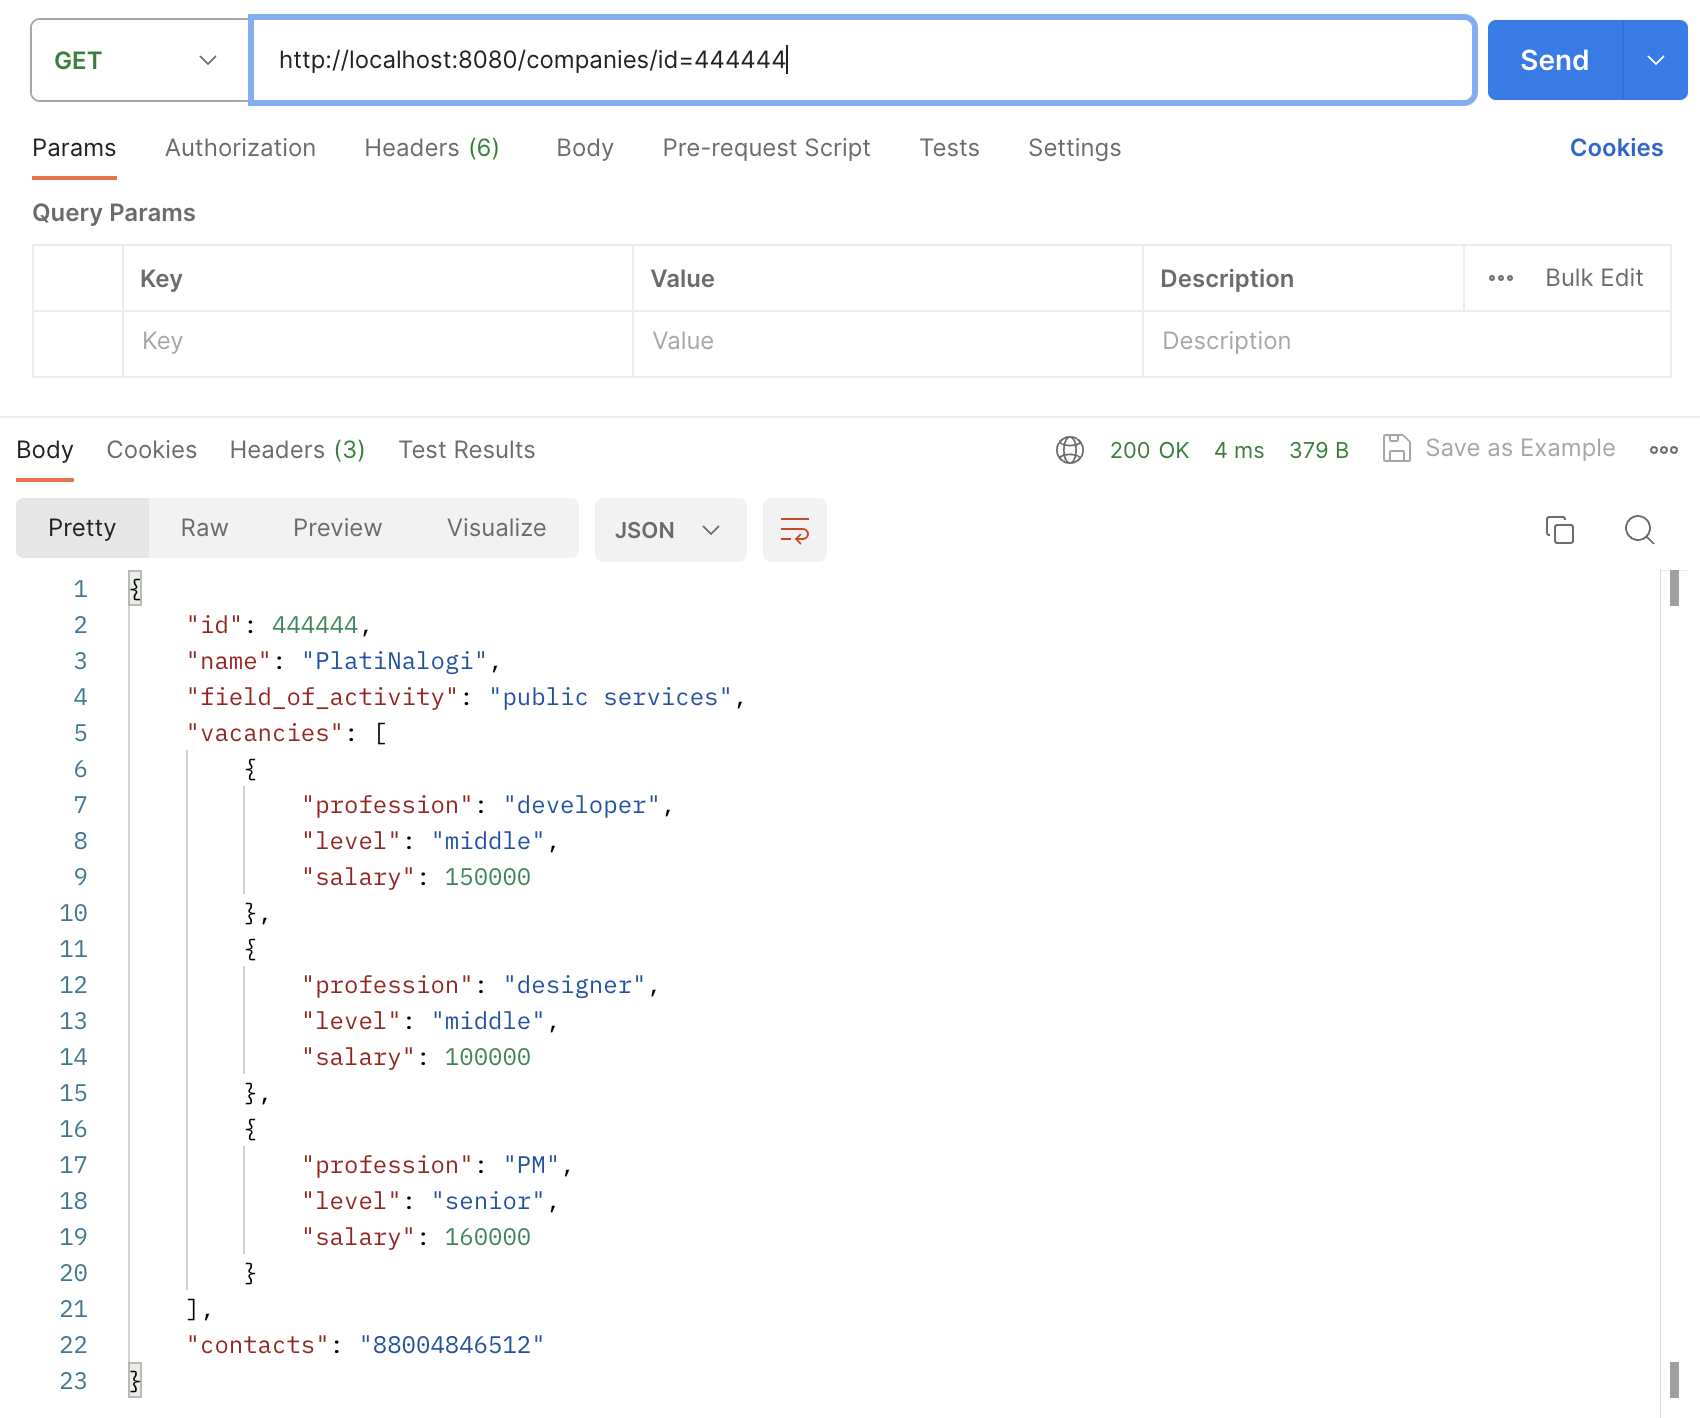 GET http://localhost:8080/companies/id=444444 Send
Params Authorization Headers (6) Body Pre-request Script Tests Settings Cookies
Query Params
Key Value Description Bulk Edit
Key Value Description
Body Cookies Headers (3) Test Results 200 OK 4 ms 379 B Save as Example
Pretty Raw Preview Visualize JSON
1 {
2 "id": 444444,
3 "name": "PlatiNalogi",
4 "field_of_activity": "public services",
5 "vacancies": [
6 {
7 "profession": "developer",
8 "level": "middle",
9 "salary": 150000
10 },
11 {
12 "profession": "designer",
13 "level": "middle",
14 "salary": 100000
15 },
16 {
17 "profession": "PM",
18 "level": "senior",
19 "salary": 160000
20 }
21 ],
22 "contacts": "88004846512"
23 }